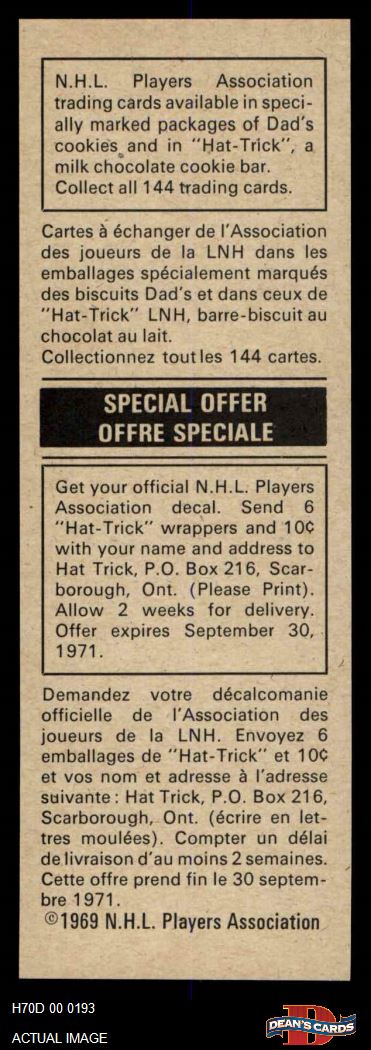 N.H.L. Players Association
trading cards available in speci-
ally marked packages of Dad's
cookies and in "Hat-Trick", a
milk chocolate cookie bar.
Collect all 144 trading cards.
Cartes à échanger de l'Association
des joueurs de la LNH dans les
emballages spécialement marqués
des biscuits Dad's et dans ceux de
"Hat-Trick" LNH, barre-biscuit au
chocolat au lait.
Collectionnez toutles 144 cartes.
SPECIAL OFFER
OFFRE SPECIALE
Get your official N.H.L. Players
Association decal. Send 6
"Hat-Trick" wrappers and 10¢
with your name and address to
Hat Trick, P.O. Box 216, Scar-
borough, Ont. (Please Print).
Allow 2 weeks for delivery.
Offer expires September 30,
1971.
Demandez votre décalcomanie
officielle de l'Association des
joueurs de la LNH. Envoyez 6
emballages de "Hat-Trick" et 10¢
et vos nom et adresse à l'adresse
suivante : Hat Trick, P.O. Box 216,
Scarborough, Ont. (écrire en let-
tres moulées). Compter un délai
de livraison d'au moins 2 semaines.
Cette offre prend fin le 30 septem-
bre 1971.
©1969 N.H.L. Players Association
H70D 00 0193
ACTUAL IMAGE
D
DEAN'S CARDS